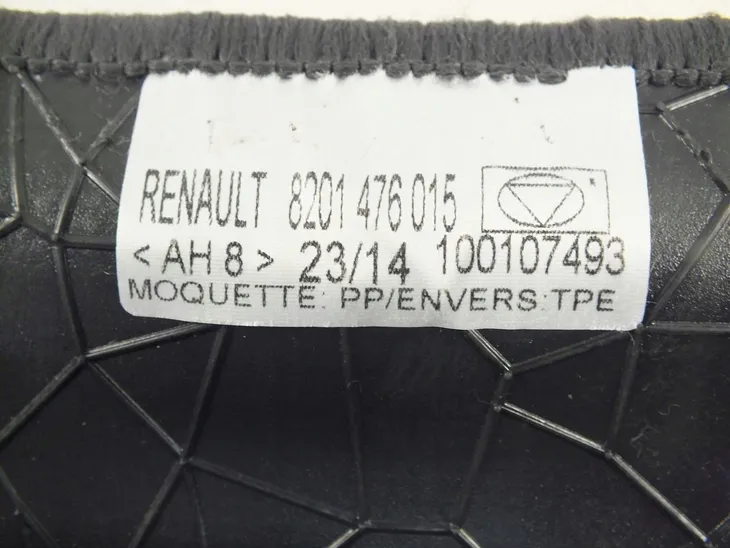 RENAULT 8201 476 015
< AH 8 > 23/14 100107493
MOQUETTE: PP/ENVERS: TPE